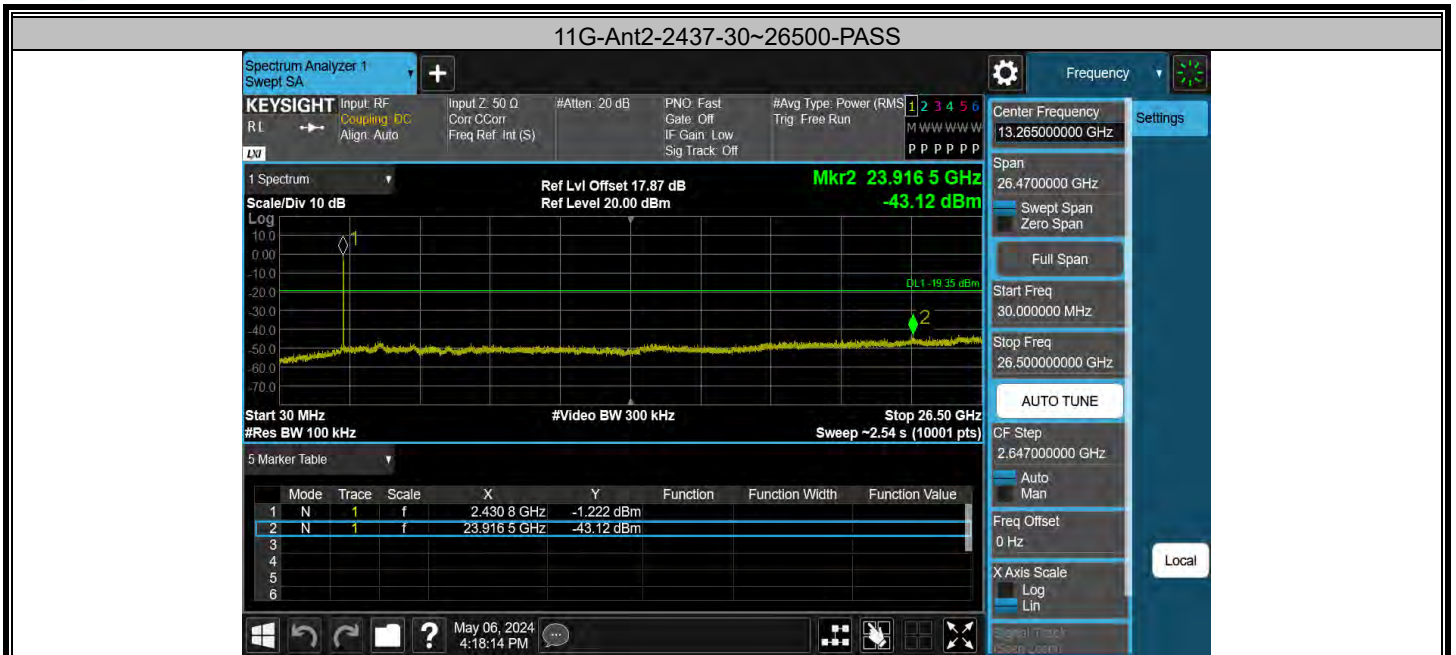 11G-Ant2-2437-30~26500-PASS
Spectrum Analyzer 1
Swept SA
Frequency
KEYSIGHT
RL
LXI
Input: RF
Coupling: DC
Align: Auto
Input Z: 50 Ω
Corr CCorr
Freq Ref: Int (S)
#Atten: 20 dB
PNO: Fast
Gate: Off
IF Gain: Low
Sig Track: Off
#Avg Type: Power (RMS
Trig: Free Run
1 2 3 4 5 6
M W W W W W
P P P P P P
1 Spectrum
Scale/Div 10 dB
Log
Ref Lvl Offset 17.87 dB
Ref Level 20.00 dBm
Mkr2 23.916 5 GHz
-43.12 dBm
10.0
0.00
-10.0
-20.0
-30.0
-40.0
-50.0
-60.0
-70.0
1
DL1 -19.35 dBm
2
Start 30 MHz
#Res BW 100 kHz
#Video BW 300 kHz
Stop 26.50 GHz
Sweep ~2.54 s (10001 pts)
5 Marker Table
Mode Trace Scale X Y Function Function Width Function Value
1 N 1 f 2.430 8 GHz -1.222 dBm
2 N 1 f 23.916 5 GHz -43.12 dBm
3
4
5
6
May 06, 2024
4:18:14 PM
Center Frequency
13.265000000 GHz
Settings
Span
26.4700000 GHz
Swept Span
Zero Span
Full Span
Start Freq
30.000000 MHz
Stop Freq
26.500000000 GHz
AUTO TUNE
CF Step
2.647000000 GHz
Auto
Man
Freq Offset
0 Hz
X Axis Scale
Log
Lin
Signal Track
(Span Zoom)
Local